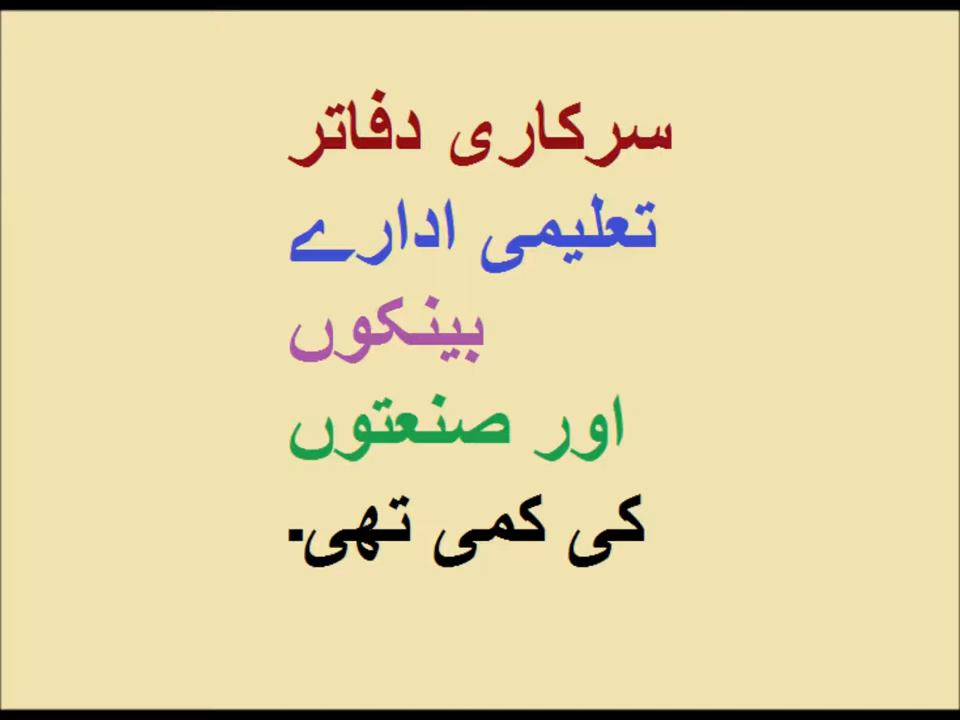 سرکاری دفاتر
تعلیمی ادارے
بینکوں
اور صنعتوں
کی کمی تھی۔